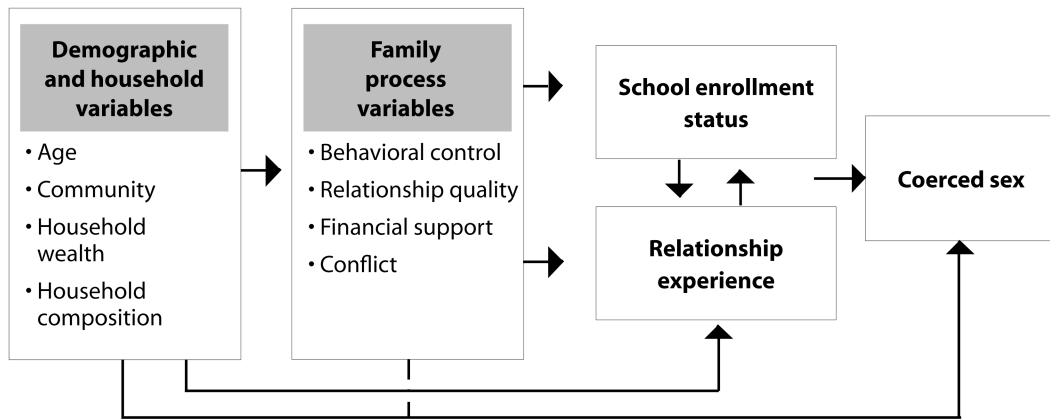 Demographic
and household
variables
• Age
• Community
• Household
wealth
• Household
composition
Family
process
variables
• Behavioral control
• Relationship quality
• Financial support
• Conflict
School enrollment
status
Relationship
experience
Coerced sex